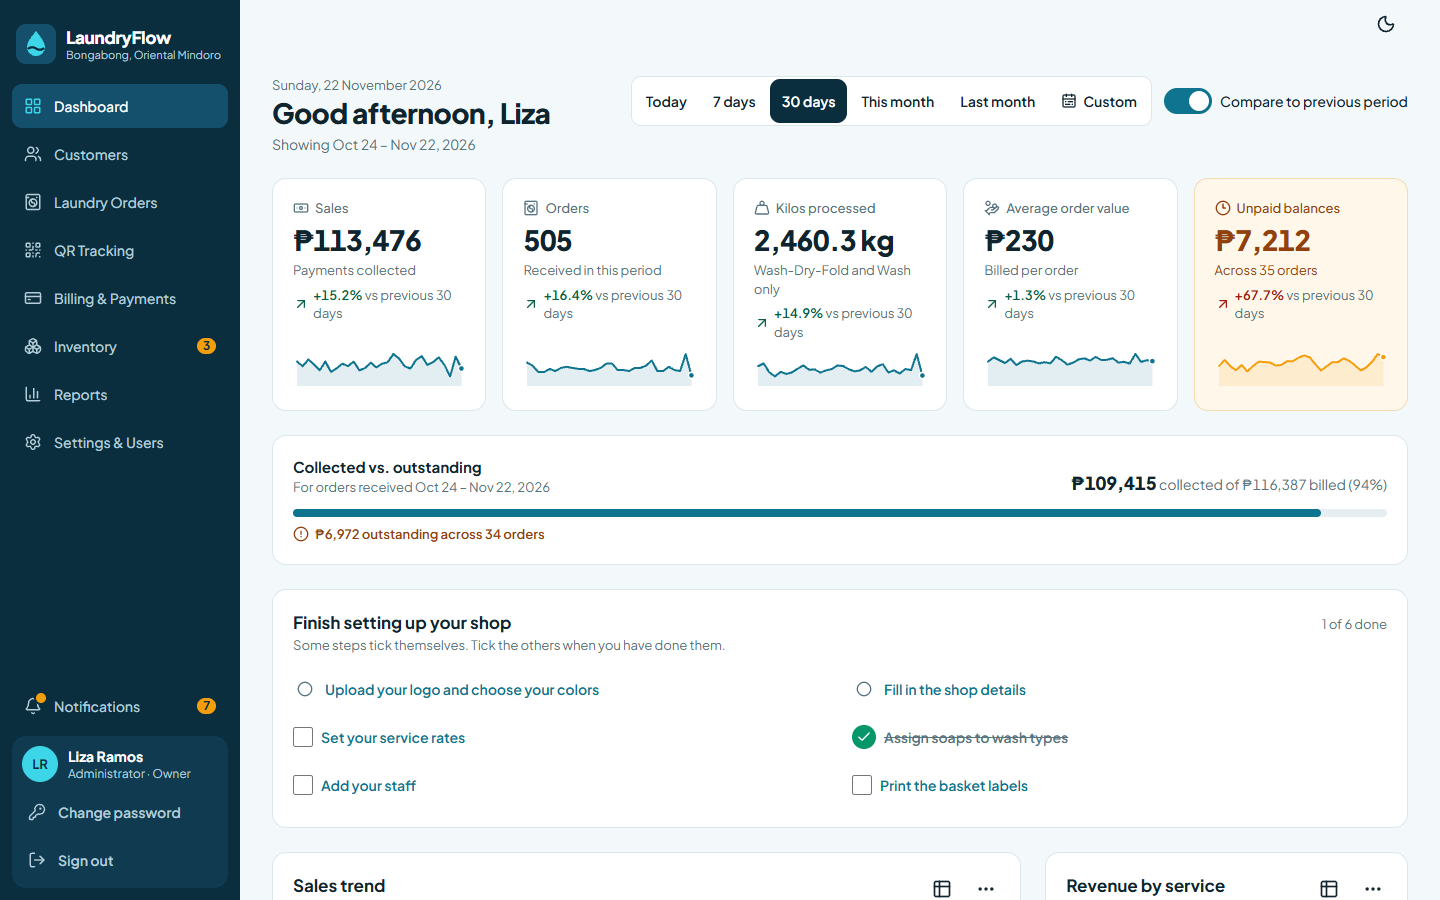 LaundryFlow
Bongabong, Oriental Mindoro
Dashboard
Customers
Laundry Orders
QR Tracking
Billing & Payments
Inventory 3
Reports
Settings & Users
Notifications 7
LR
Liza Ramos
Administrator · Owner
Change password
Sign out
Sunday, 22 November 2026
Good afternoon, Liza
Showing Oct 24 – Nov 22, 2026
Today 7 days 30 days This month Last month Custom
Compare to previous period
Sales
₱113,476
Payments collected
+15.2% vs previous 30
days
Orders
505
Received in this period
+16.4% vs previous 30
days
Kilos processed
2,460.3 kg
Wash-Dry-Fold and Wash
only
+14.9% vs previous 30
days
Average order value
₱230
Billed per order
+1.3% vs previous 30
days
Unpaid balances
₱7,212
Across 35 orders
+67.7% vs previous 30
days
Collected vs. outstanding
For orders received Oct 24 – Nov 22, 2026
₱109,415 collected of ₱116,387 billed (94%)
₱6,972 outstanding across 34 orders
Finish setting up your shop
Some steps tick themselves. Tick the others when you have done them.
1 of 6 done
Upload your logo and choose your colors
Fill in the shop details
Set your service rates
Assign soaps to wash types
Add your staff
Print the basket labels
Sales trend
Revenue by service